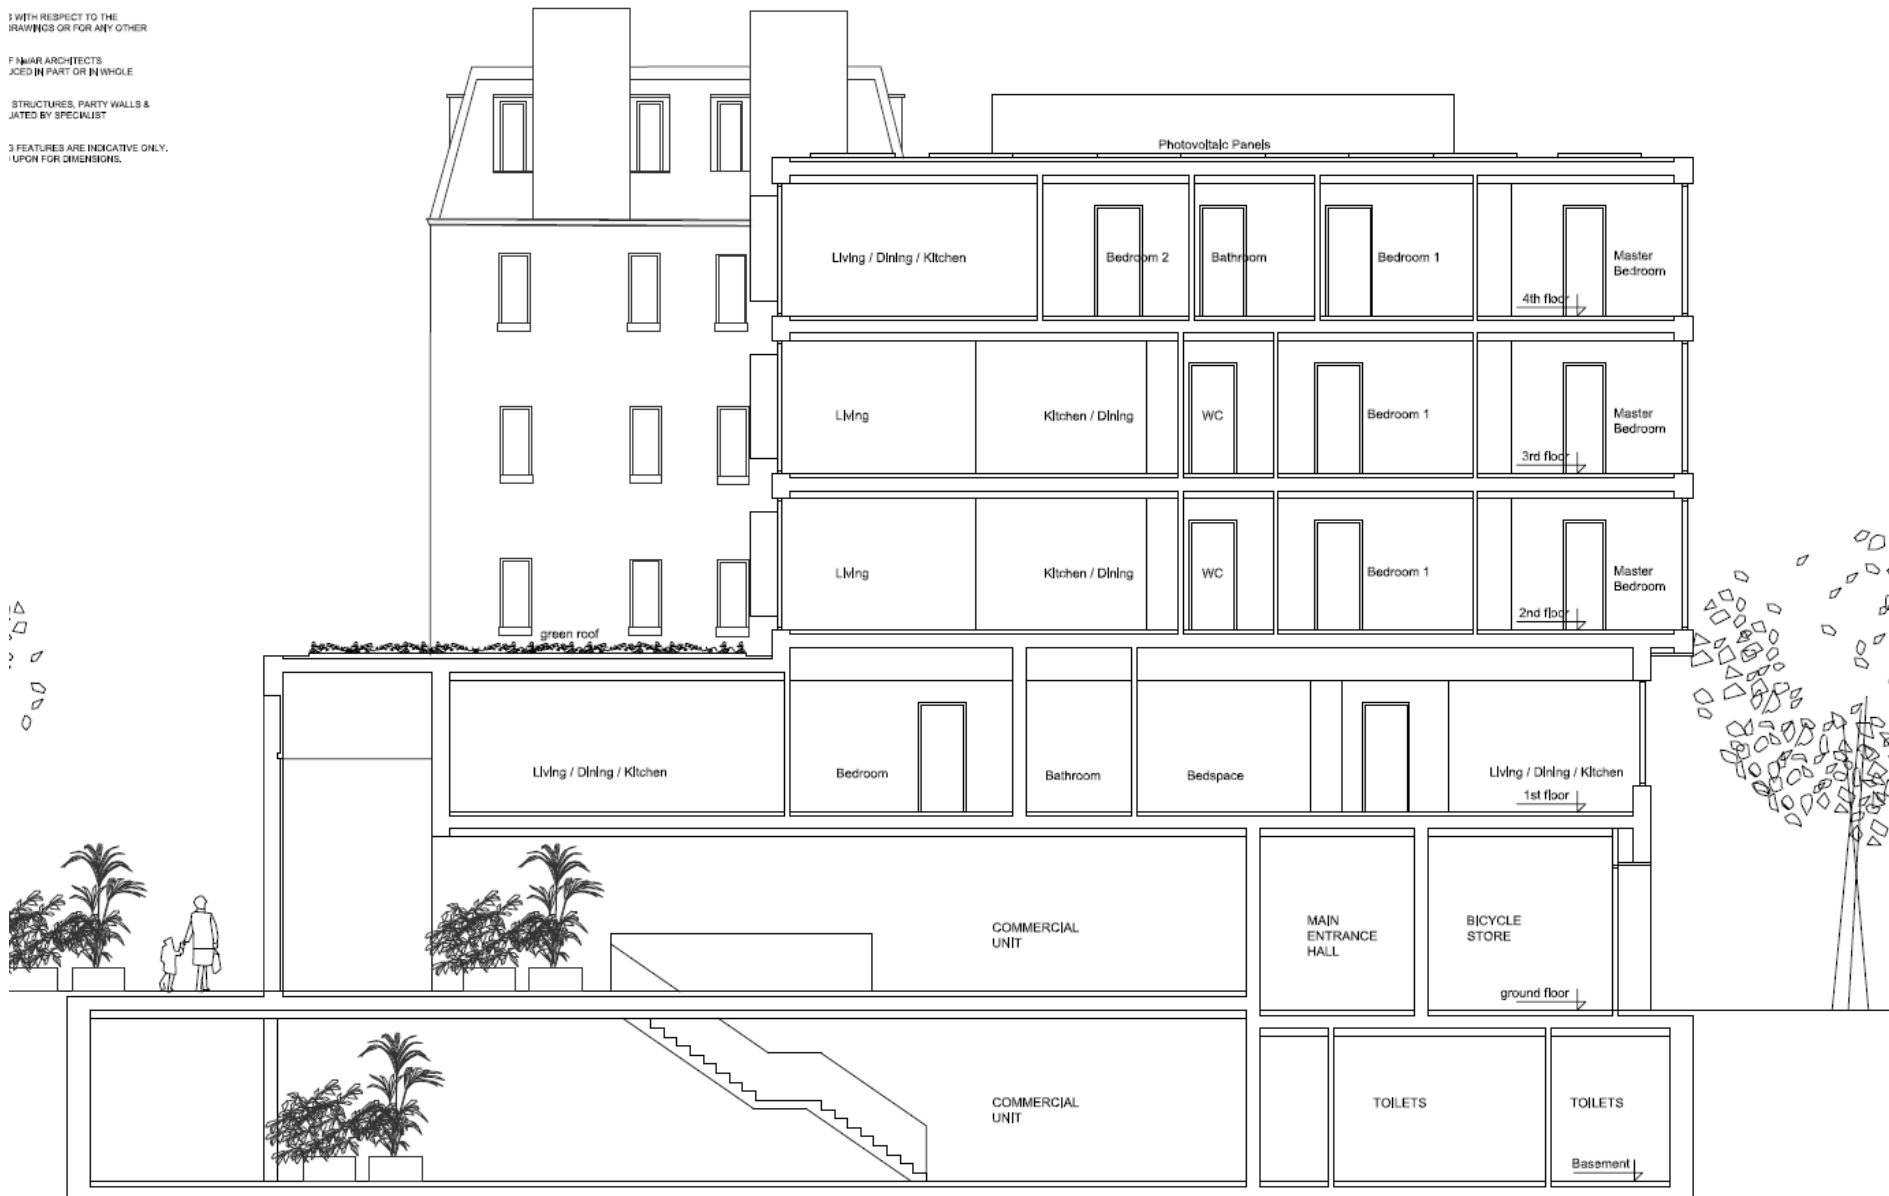 S WITH RESPECT TO THE
DRAWINGS OR FOR ANY OTHER
F NWAR ARCHITECTS
UCED IN PART OR IN WHOLE
STRUCTURES, PARTY WALLS &
UATED BY SPECIALIST
G FEATURES ARE INDICATIVE ONLY.
UPON FOR DIMENSIONS.
Photovoltaic Panels
Living / Dining / Kitchen
Bedroom 2
Bathroom
Bedroom 1
Master
Bedroom
4th floor
Living
Kitchen / Dining
WC
Bedroom 1
Master
Bedroom
3rd floor
Living
Kitchen / Dining
WC
Bedroom 1
Master
Bedroom
2nd floor
green roof
Living / Dining / Kitchen
Bedroom
Bathroom
Bedspace
Living / Dining / Kitchen
1st floor
COMMERCIAL
UNIT
MAIN
ENTRANCE
HALL
BICYCLE
STORE
ground floor
COMMERCIAL
UNIT
TOILETS
TOILETS
Basement